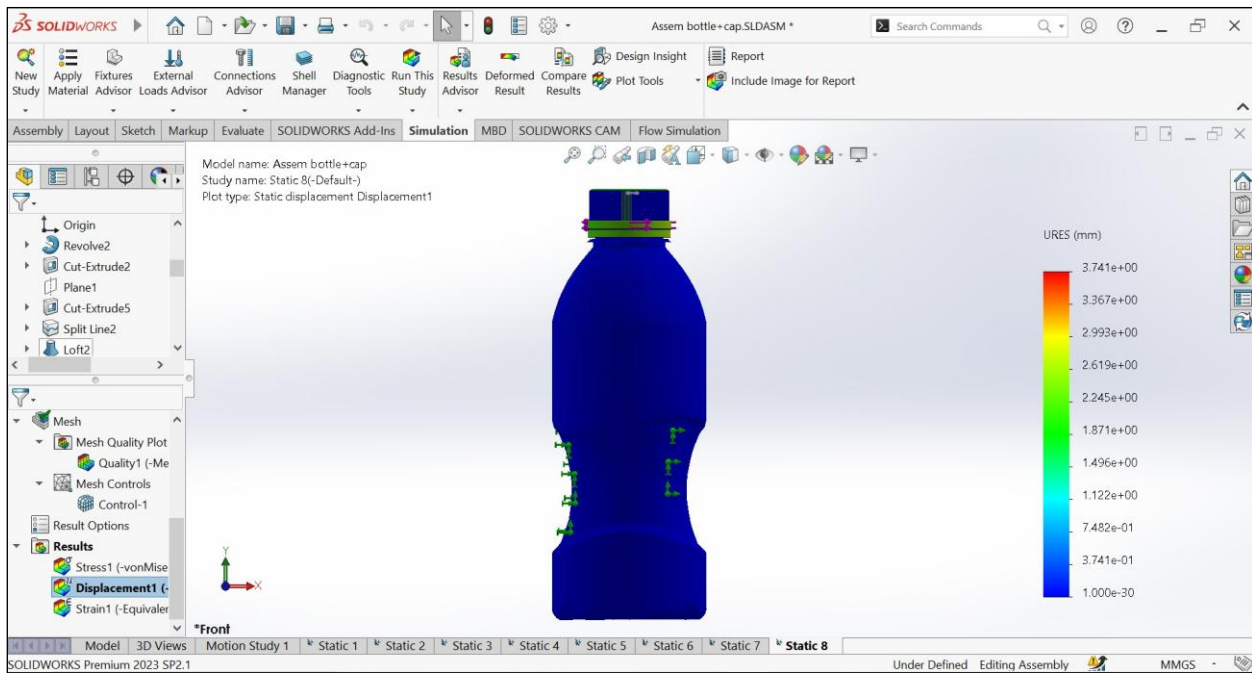 SOLIDWORKS
Assem bottle+cap.SLDASM *
Search Commands
New Study
Apply Material
Fixtures Advisor
External Loads Advisor
Connections Advisor
Shell Manager
Diagnostic Tools
Run This Study
Results Advisor
Deformed Result
Compare Results
Design Insight
Plot Tools
Report
Include Image for Report
Assembly Layout Sketch Markup Evaluate SOLIDWORKS Add-Ins Simulation MBD SOLIDWORKS CAM Flow Simulation
Model name: Assem bottle+cap
Study name: Static 8(-Default-)
Plot type: Static displacement Displacement1
Origin
Revolve2
Cut-Extrude2
Plane1
Cut-Extrude5
Split Line2
Loft2
Mesh
Mesh Quality Plot
Quality1 (-Me
Mesh Controls
Control-1
Result Options
Results
Stress1 (-vonMise
Displacement1 (-
Strain1 (-Equivaler
URES (mm)
3.741e+00
3.367e+00
2.993e+00
2.619e+00
2.245e+00
1.871e+00
1.496e+00
1.122e+00
7.482e-01
3.741e-01
1.000e-30
Y
X
*Front
Model 3D Views Motion Study 1 Static 1 Static 2 Static 3 Static 4 Static 5 Static 6 Static 7 Static 8
SOLIDWORKS Premium 2023 SP2.1
Under Defined Editing Assembly MMGS